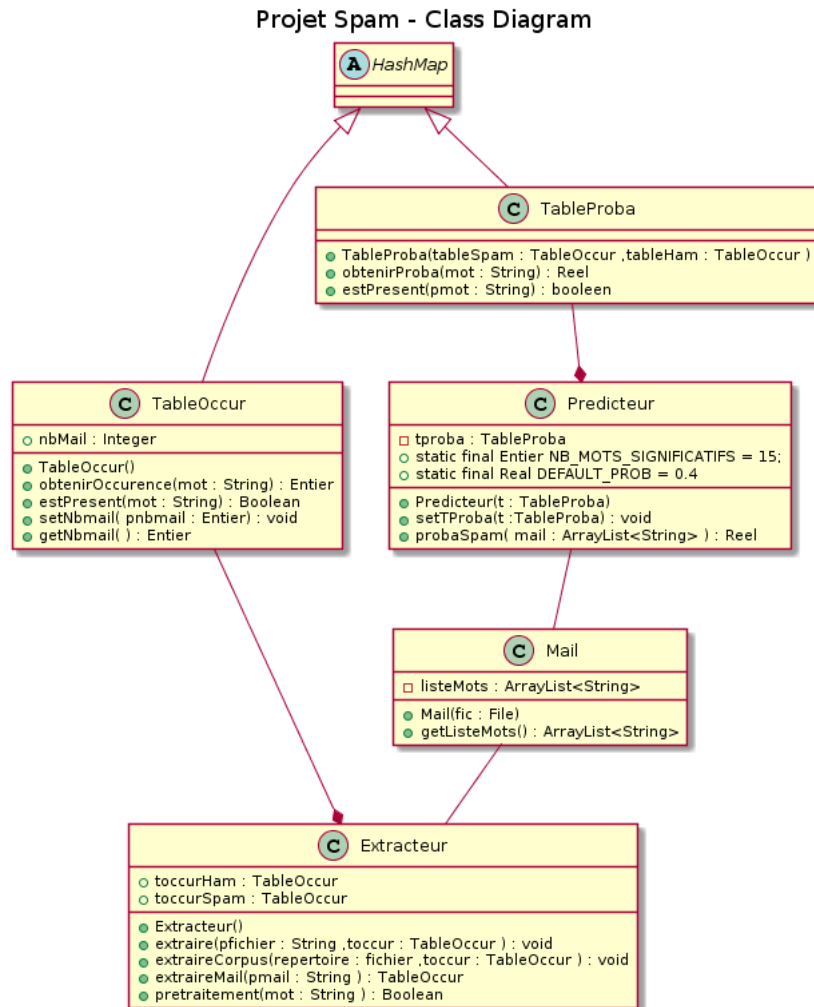 Projet Spam - Class Diagram
A HashMap
C TableProba
TableProba(tableSpam : TableOccur ,tableHam : TableOccur )
obtenirProba(mot : String) : Reel
estPresent(pmot : String) : booleen
C TableOccur
nbMail : Integer
TableOccur()
obtenirOccurence(mot : String) : Entier
estPresent(mot : String) : Boolean
setNbmail( pnbmail : Entier) : void
getNbmail( ) : Entier
C Predicteur
tproba : TableProba
static final Entier NB_MOTS_SIGNIFICATIFS = 15;
static final Real DEFAULT_PROB = 0.4
Predicteur(t : TableProba)
setTProba(t :TableProba) : void
probaSpam( mail : ArrayList<String> ) : Reel
C Mail
listeMots : ArrayList<String>
Mail(fic : File)
getListeMots() : ArrayList<String>
C Extracteur
toccurHam : TableOccur
toccurSpam : TableOccur
Extracteur()
extraire(pfichier : String ,toccur : TableOccur ) : void
extraireCorpus(repertoire : fichier ,toccur : TableOccur ) : void
extraireMail(pmail : String ) : TableOccur
pretraitement(mot : String ) : Boolean